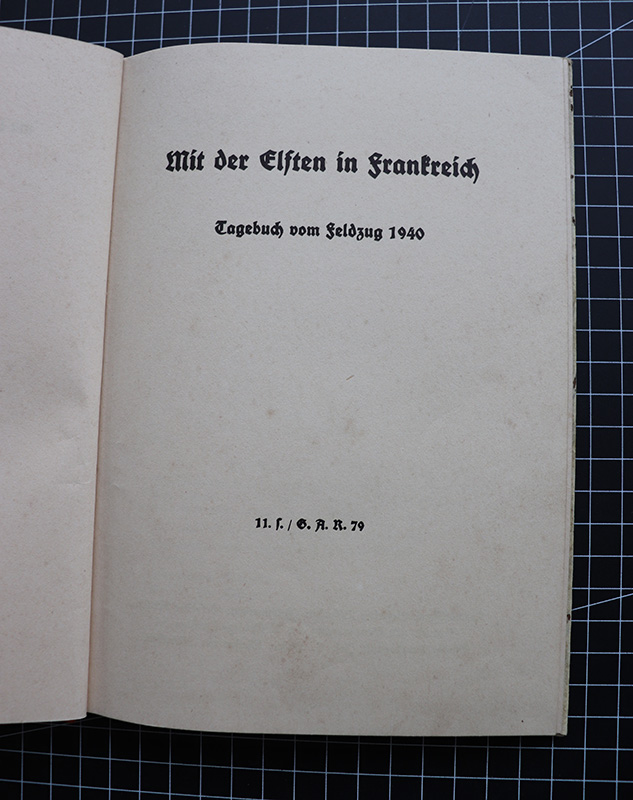 Mit der Elften in Frankreich
Tagebuch vom Feldzug 1940
11. ſ. / G. A. R. 79